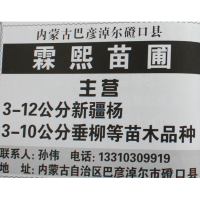 内蒙古巴彦淖尔磴口县
霖熙苗圃
主营
3-12公分新疆杨
3-10公分垂柳等苗木品种
联系人：孙伟 电话：13310309919
地 址：内蒙古自治区巴彦淖尔市磴口县